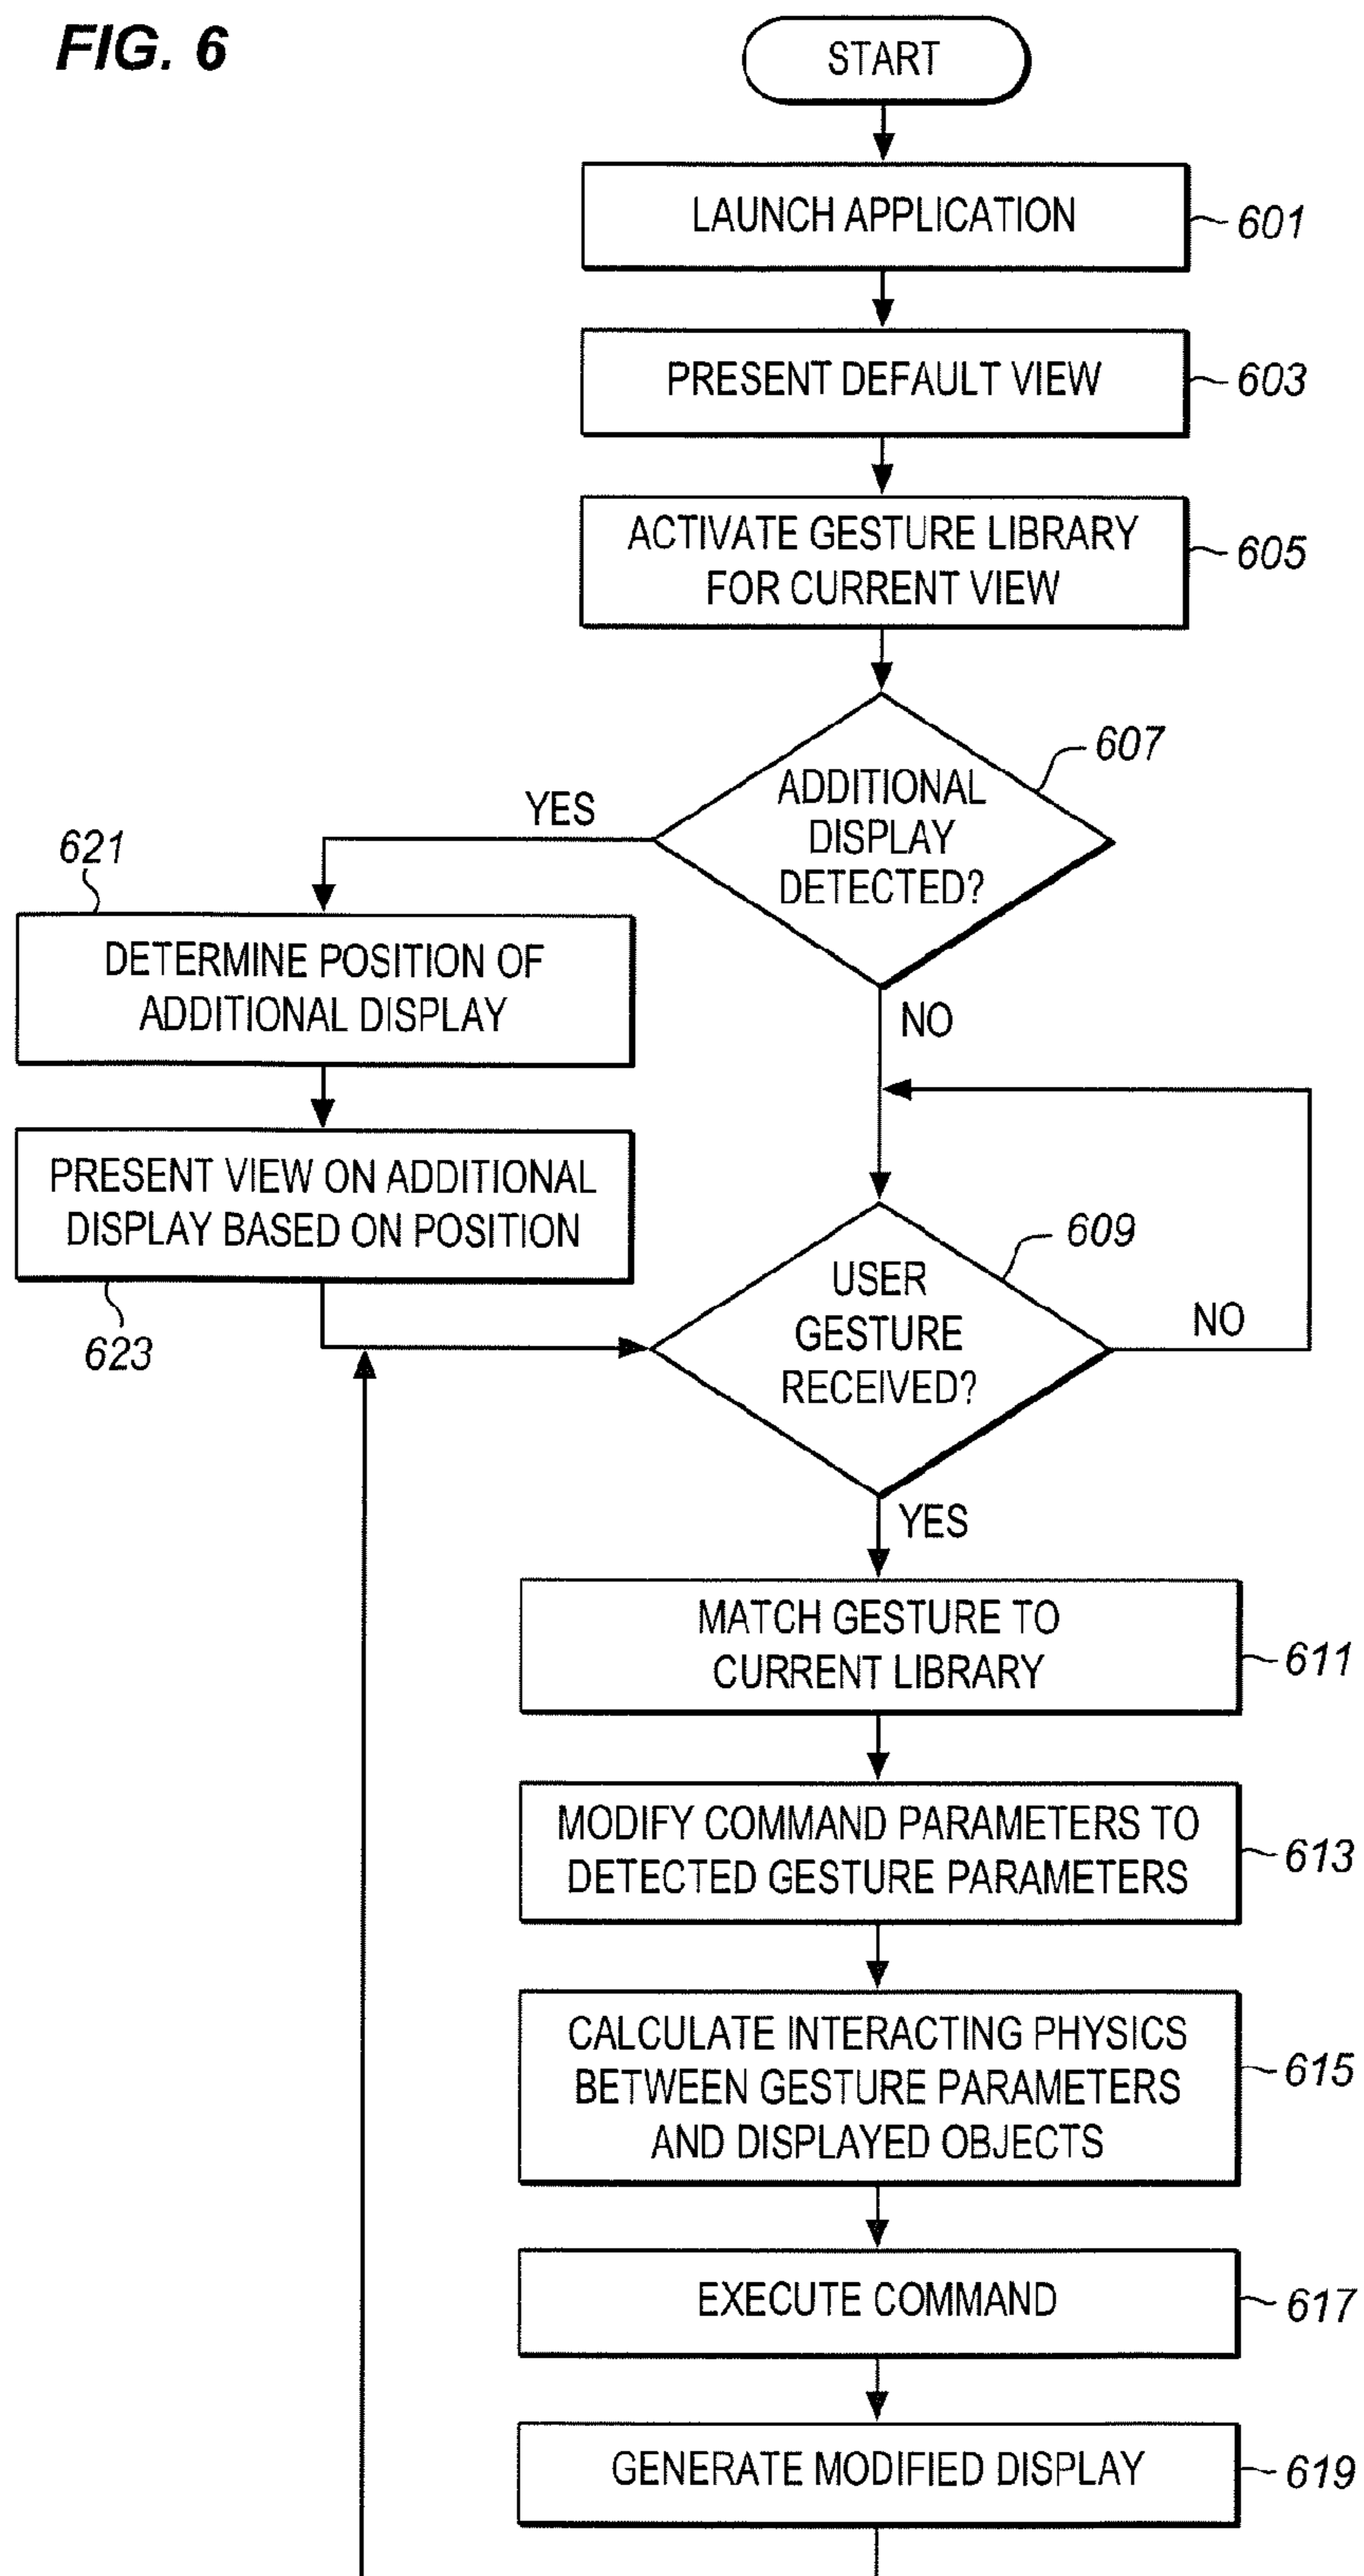 FIG. 6
START
LAUNCH APPLICATION
601
PRESENT DEFAULT VIEW
603
ACTIVATE GESTURE LIBRARY
FOR CURRENT VIEW
605
607
ADDITIONAL
DISPLAY
DETECTED?
YES
NO
621
DETERMINE POSITION OF
ADDITIONAL DISPLAY
PRESENT VIEW ON ADDITIONAL
DISPLAY BASED ON POSITION
623
609
USER
GESTURE
RECEIVED?
NO
YES
MATCH GESTURE TO
CURRENT LIBRARY
611
MODIFY COMMAND PARAMETERS TO
DETECTED GESTURE PARAMETERS
613
CALCULATE INTERACTING PHYSICS
BETWEEN GESTURE PARAMETERS
AND DISPLAYED OBJECTS
615
EXECUTE COMMAND
617
GENERATE MODIFIED DISPLAY
619